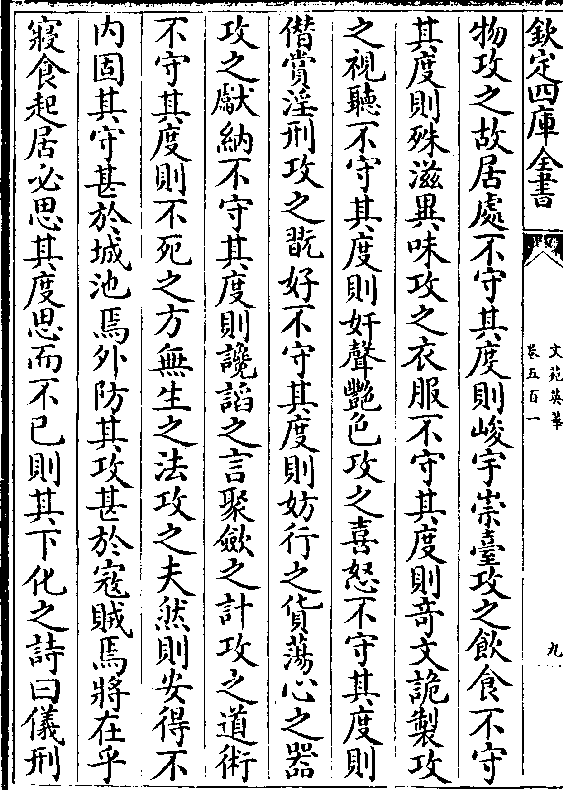 欽定四庫全書
文苑英華
卷五百一
九
物攻之故居處不守其度則峻宇崇臺攻之飲食不守
其度則殊滋異味攻之衣服不守其度則竒文詭製攻
之視聽不守其度則奸聲艷色攻之喜怒不守其度則
僣賞淫刑攻之翫好不守其度則妨行之貨蕩心之器
攻之獻納不守其度則讒謟之言聚斂之計攻之道術
不守其度則不死之方無生之法攻之夫然則安得不
内固其守甚於城池焉外防其攻甚於寇賊焉將在乎
寢食起居必思其度思而不已則其下化之詩曰儀刑